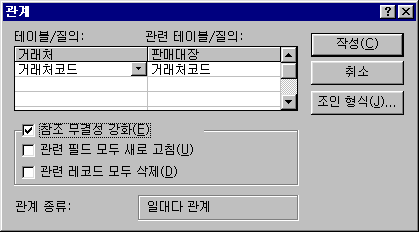 관계
테이블/질의: 관련 테이블/질의:
거래처 판매대장
거래처코드 거래처코드
작성(C)
취소
조인 형식(J)...
참조 무결성 강화(E)
관련 필드 모두 새로 고침(U)
관련 레코드 모두 삭제(D)
관계 종류: 일대다 관계